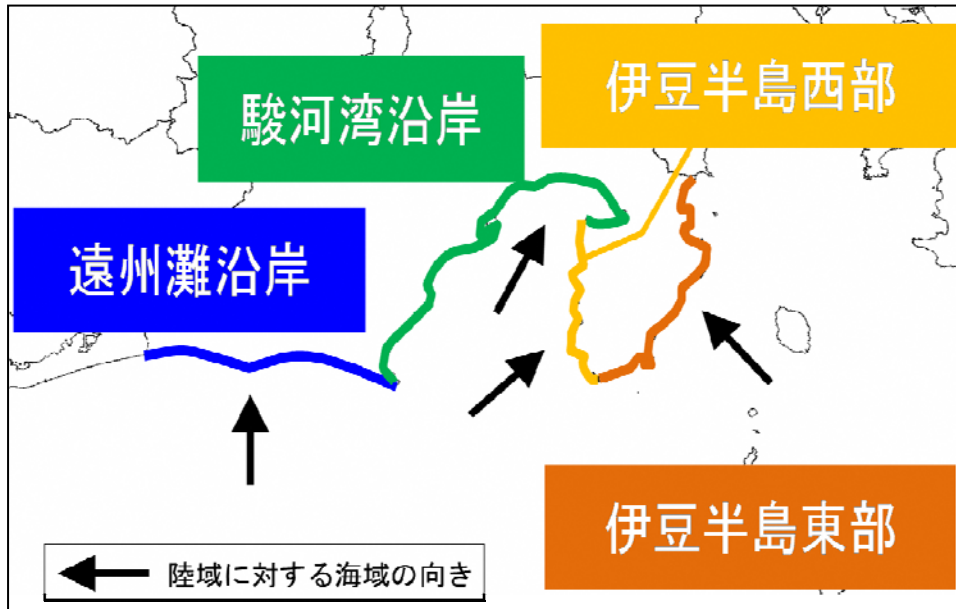 伊豆半島西部
駿河湾沿岸
遠州灘沿岸
伊豆半島東部
陸域に対する海域の向き